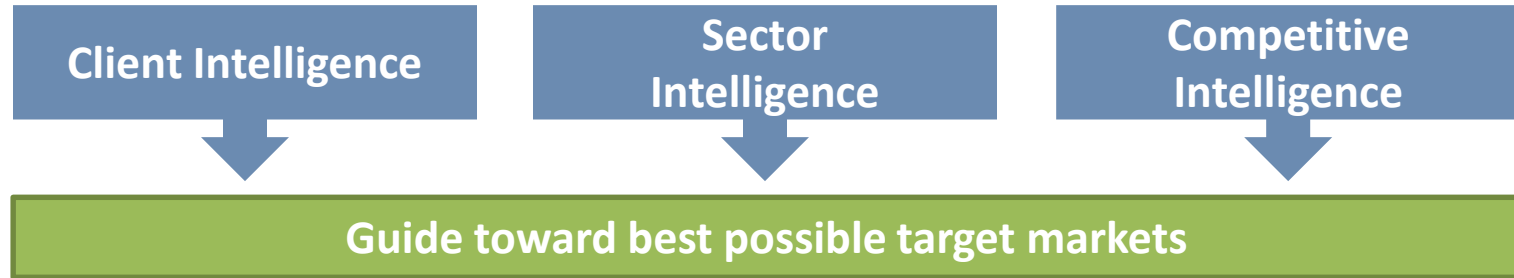 Client Intelligence
Sector
Intelligence
Competitive
Intelligence
Guide toward best possible target markets